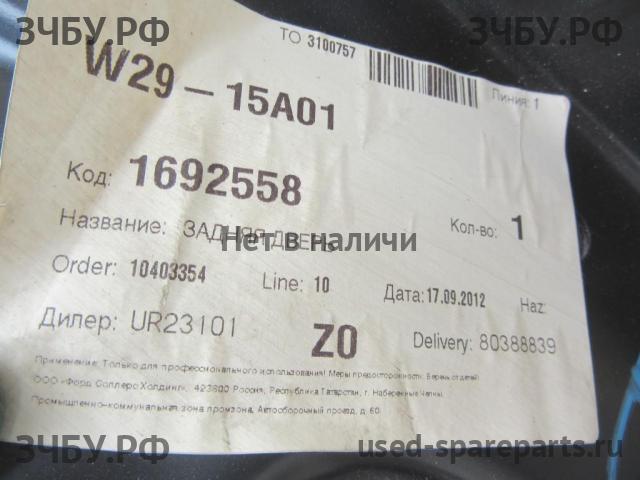 ЗЧБУ.РФ
ЗЧБУ.РФ
TO 3100757
W29-15A01
Линия: 1
Код: 1692558
Кол-во: 1
Название: ЗАДНЯЯ ДВЕРЬ
Нет в наличи
Order: 10403354 Line: 10 Дата: 17.09.2012 Haz:
Дилер: UR23101 Z0 Delivery: 80388839
Применение: Только для профессионального использования! Меры предосторожности: Беречь от детей!
ООО «Форд Соллерс Холдинг», 423800 Россия, Республика Татарстан, г. Набережные Челны,
Промышленно-коммунальная зона промзона, Автосборочный проезд, д. 60
ЗЧБУ.РФ
used-spareparts.ru